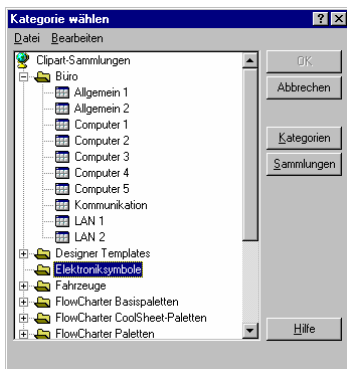 Kategorie wählen
Datei Bearbeiten
Clipart-Sammlungen
Büro
Allgemein 1
Allgemein 2
Computer 1
Computer 2
Computer 3
Computer 4
Computer 5
Kommunikation
LAN 1
LAN 2
Designer Templates
Elektroniksymbole
Fahrzeuge
FlowCharter Basispaletten
FlowCharter CoolSheet-Paletten
FlowCharter Paletten
OK
Abbrechen
Kategorien
Sammlungen
Hilfe